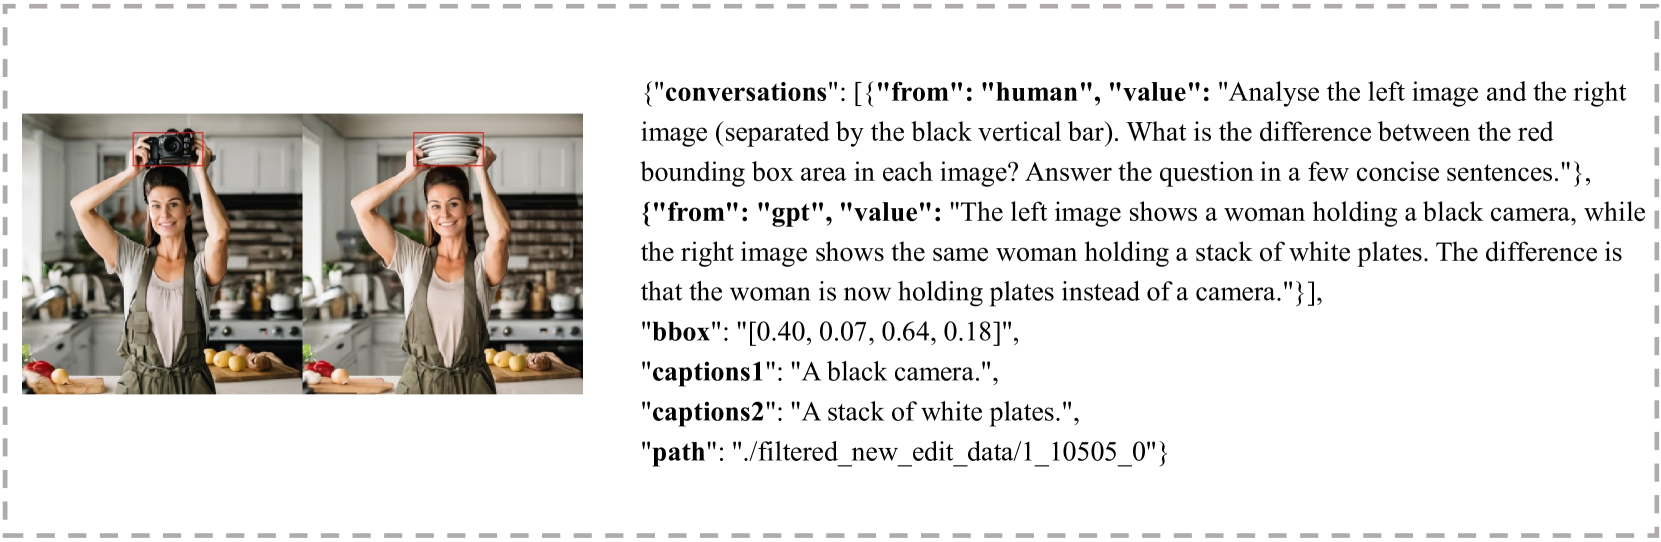 {"conversations": [{"from": "human", "value": "Analyse the left image and the right
image (separated by the black vertical bar). What is the difference between the red
bounding box area in each image? Answer the question in a few concise sentences."},
{"from": "gpt", "value": "The left image shows a woman holding a black camera, while
the right image shows the same woman holding a stack of white plates. The difference is
that the woman is now holding plates instead of a camera."}],
"bbox": "[0.40, 0.07, 0.64, 0.18]",
"captions1": "A black camera.",
"captions2": "A stack of white plates.",
"path": "./filtered_new_edit_data/1_10505_0"}